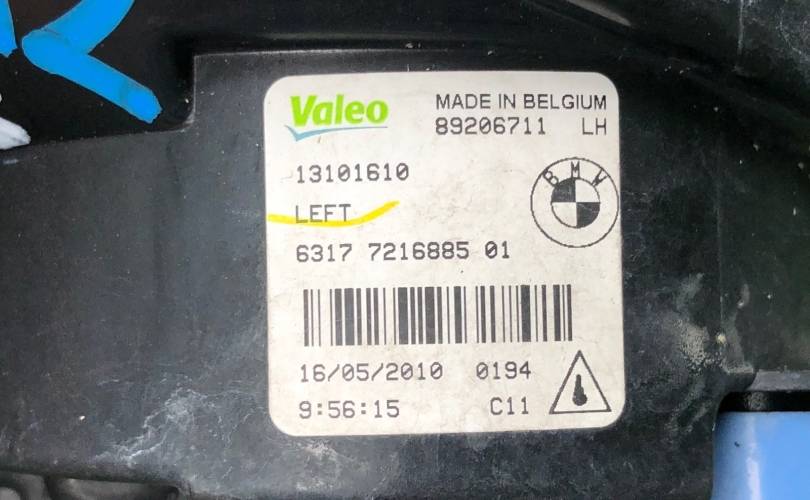 Valeo
MADE IN BELGIUM
89206711 LH
13101610
BMW
LEFT
6317 7216885 01
16/05/2010 0194
9:56:15 C11